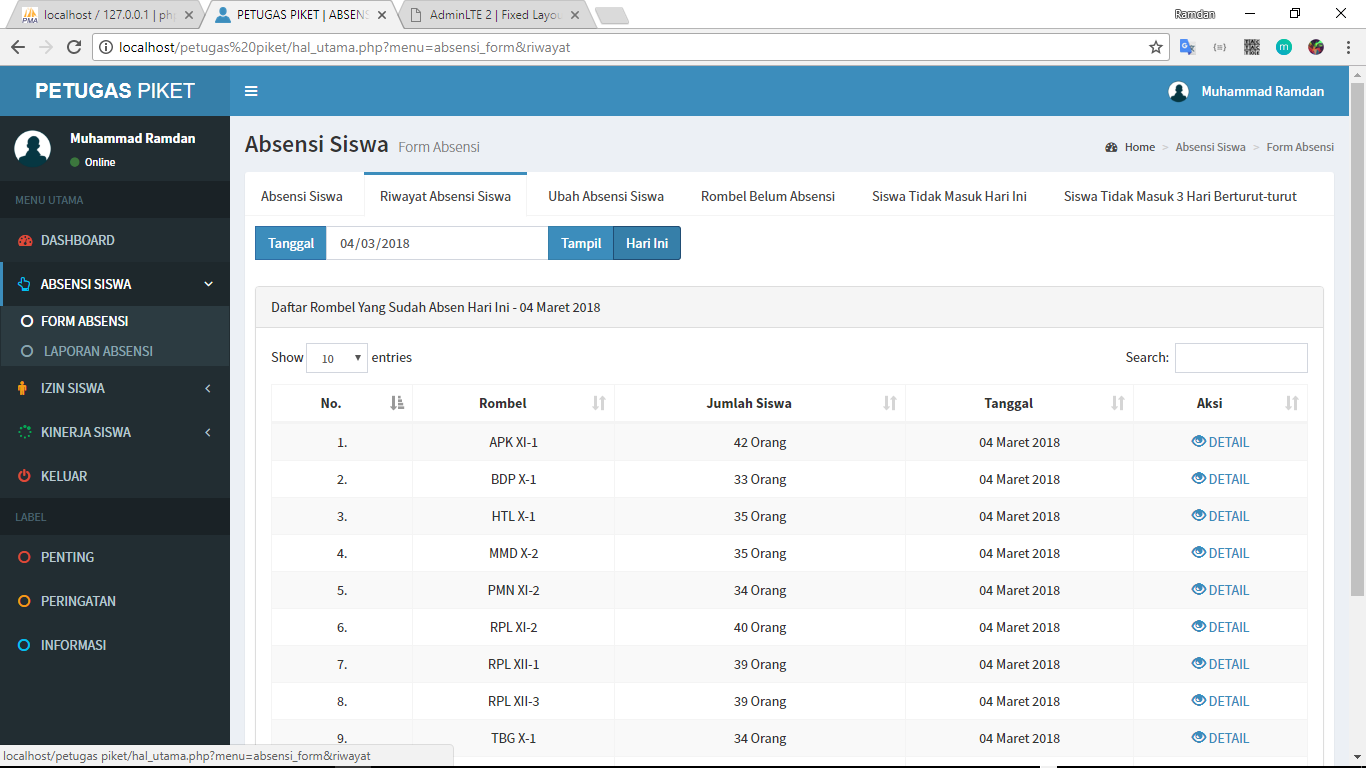 localhost / 127.0.0.1 | ph
PETUGAS PIKET | ABSENS
AdminLTE 2 | Fixed Layou
Ramdan
localhost/petugas%20piket/hal_utama.php?menu=absensi_form&riwayat
PETUGAS PIKET
Muhammad Ramdan
Muhammad Ramdan
Online
Absensi Siswa Form Absensi
Home > Absensi Siswa > Form Absensi
MENU UTAMA
DASHBOARD
ABSENSI SISWA
FORM ABSENSI
LAPORAN ABSENSI
IZIN SISWA
KINERJA SISWA
KELUAR
LABEL
PENTING
PERINGATAN
INFORMASI
Absensi Siswa Riwayat Absensi Siswa Ubah Absensi Siswa Rombel Belum Absensi Siswa Tidak Masuk Hari Ini Siswa Tidak Masuk 3 Hari Berturut-turut
Tanggal 04/03/2018 Tampil Hari Ini
Daftar Rombel Yang Sudah Absen Hari Ini - 04 Maret 2018
Show 10 entries Search:
No. Rombel Jumlah Siswa Tanggal Aksi
1. APK XI-1 42 Orang 04 Maret 2018 DETAIL
2. BDP X-1 33 Orang 04 Maret 2018 DETAIL
3. HTL X-1 35 Orang 04 Maret 2018 DETAIL
4. MMD X-2 35 Orang 04 Maret 2018 DETAIL
5. PMN XI-2 34 Orang 04 Maret 2018 DETAIL
6. RPL XI-2 40 Orang 04 Maret 2018 DETAIL
7. RPL XII-1 39 Orang 04 Maret 2018 DETAIL
8. RPL XII-3 39 Orang 04 Maret 2018 DETAIL
9. TBG X-1 34 Orang 04 Maret 2018 DETAIL
localhost/petugas piket/hal_utama.php?menu=absensi_form&riwayat